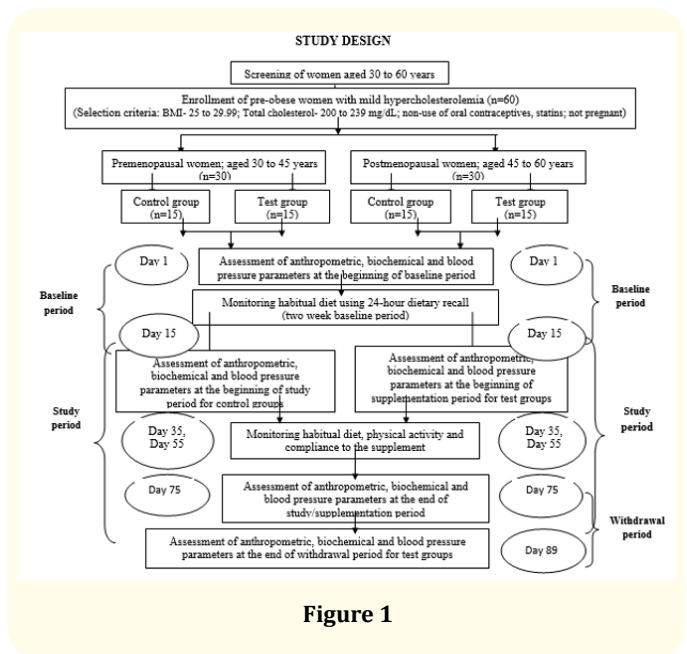 STUDY DESIGN
Screening of women aged 30 to 60 years
Enrollment of pre-obese women with mild hypercholesterolemia (n=60)
(Selection criteria: BMI- 25 to 29.99; Total cholesterol- 200 to 239 mg/dL; non-use of oral contraceptives, statins; not pregnant)
Premenopausal women; aged 30 to 45 years
(n=30)
Postmenopausal women; aged 45 to 60 years
(n=30)
Control group
(n=15)
Test group
(n=15)
Control group
(n=15)
Test group
(n=15)
Day 1
Assessment of anthropometric, biochemical and blood
pressure parameters at the beginning of baseline period
Day 1
Baseline
period
Monitoring habitual diet using 24-hour dietary recall
(two week baseline period)
Baseline
period
Day 15
Day 15
Assessment of anthropometric,
biochemical and blood pressure
parameters at the beginning of study
period for control groups
Assessment of anthropometric,
biochemical and blood pressure
parameters at the beginning of
supplementation period for test groups
Study
period
Study
period
Day 35,
Day 55
Monitoring habitual diet, physical activity and
compliance to the supplement
Day 35,
Day 55
Day 75
Assessment of anthropometric, biochemical and
blood pressure parameters at the end of
study/supplementation period
Day 75
Withdrawal
period
Assessment of anthropometric, biochemical and blood pressure
parameters at the end of withdrawal period for test groups
Day 89
Figure 1